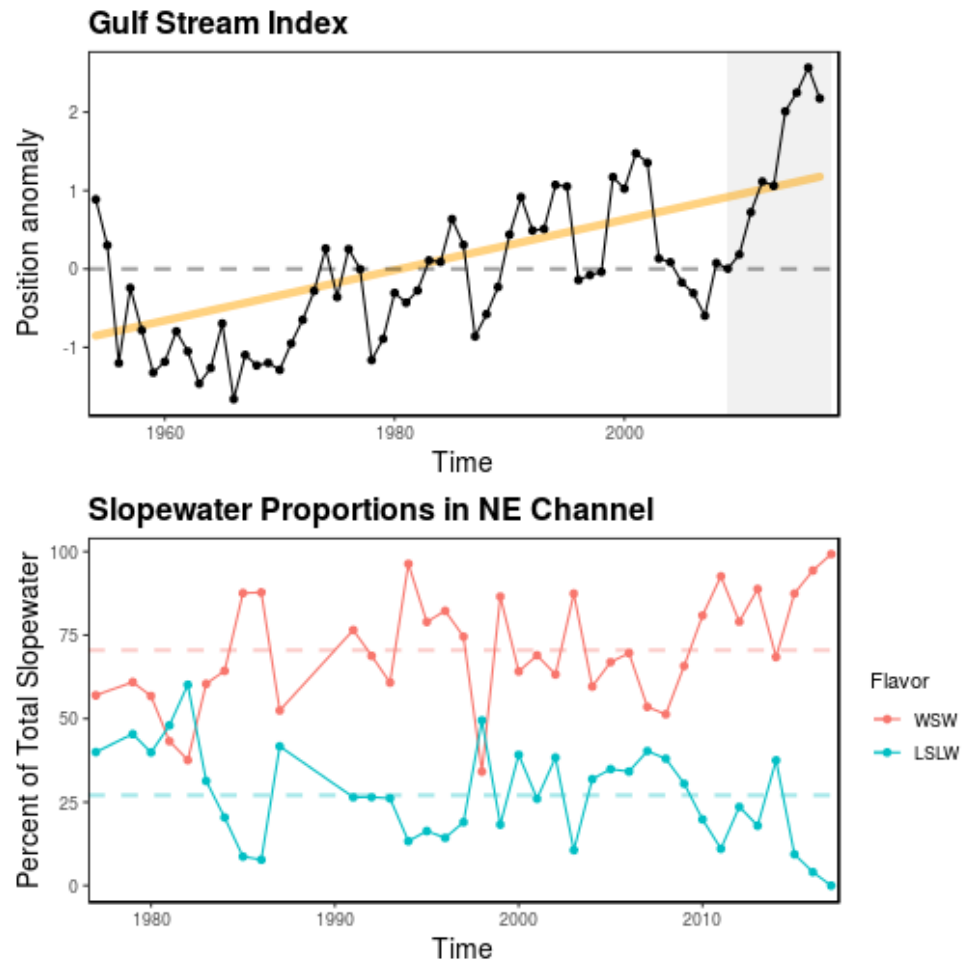 Gulf Stream Index
Position anomaly
2
1
0
-1
1960 1980 2000
Time
Slopewater Proportions in NE Channel
Percent of Total Slopewater
100
75
50
25
0
1980 1990 2000 2010
Time
Flavor
WSW
LSLW